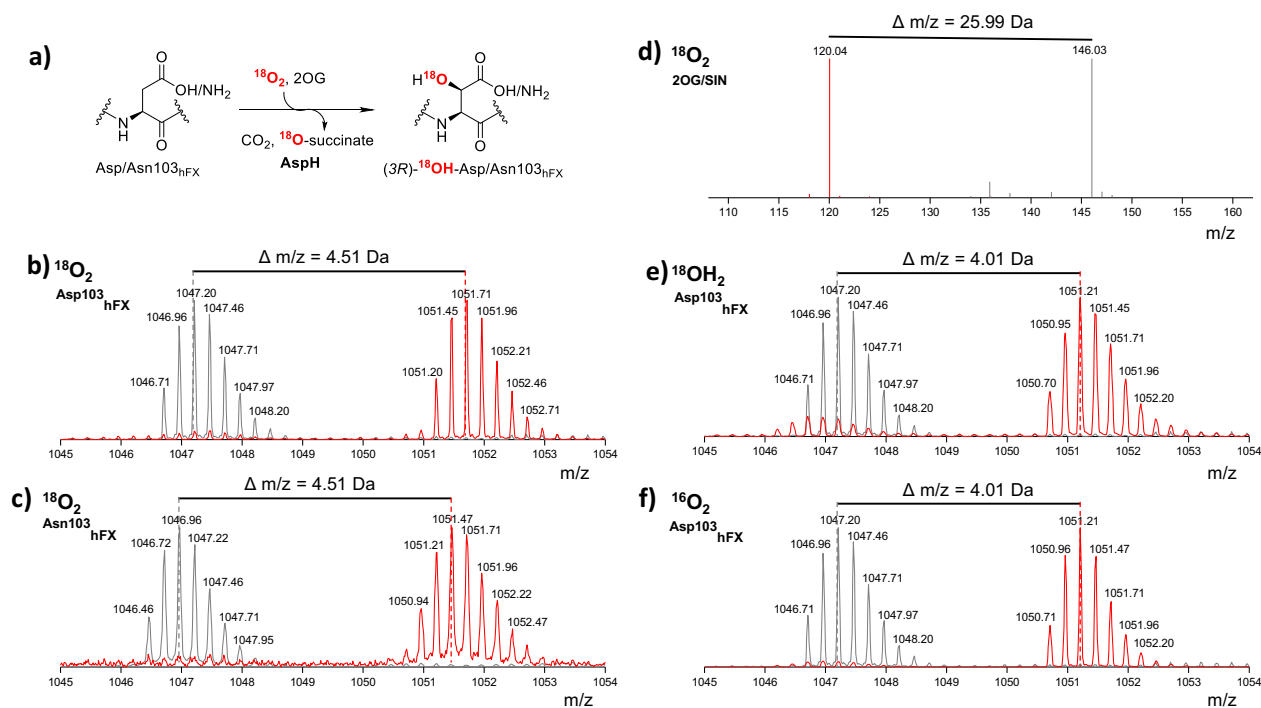 a)
O
OH/NH₂
N
H
O
Asp/Asn103hFX
¹⁸O₂, 2OG
CO₂, ¹⁸O-succinate
AspH
H¹⁸O
O
OH/NH₂
N
H
O
(3R)-¹⁸OH-Asp/Asn103hFX
d)
¹⁸O₂
2OG/SIN
Δ m/z = 25.99 Da
120.04
146.03
110 115 120 125 130 135 140 145 150 155 160
m/z
b)
¹⁸O₂
Asp103hFX
Δ m/z = 4.51 Da
1046.71
1046.96
1047.20
1047.46
1047.71
1047.97
1048.20
1051.20
1051.45
1051.71
1051.96
1052.21
1052.46
1052.71
1045 1046 1047 1048 1049 1050 1051 1052 1053 1054
m/z
e)
¹⁸OH₂
Asp103hFX
Δ m/z = 4.01 Da
1046.71
1046.96
1047.20
1047.46
1047.71
1047.97
1048.20
1050.70
1050.95
1051.21
1051.45
1051.71
1051.96
1052.20
1045 1046 1047 1048 1049 1050 1051 1052 1053 1054
m/z
c)
¹⁸O₂
Asn103hFX
Δ m/z = 4.51 Da
1046.46
1046.72
1046.96
1047.22
1047.46
1047.71
1047.95
1050.94
1051.21
1051.47
1051.71
1051.96
1052.22
1052.47
1045 1046 1047 1048 1049 1050 1051 1052 1053 1054
m/z
f)
¹⁶O₂
Asp103hFX
Δ m/z = 4.01 Da
1046.71
1046.96
1047.20
1047.46
1047.71
1047.97
1048.20
1050.71
1050.96
1051.21
1051.47
1051.71
1051.96
1052.20
1045 1046 1047 1048 1049 1050 1051 1052 1053 1054
m/z